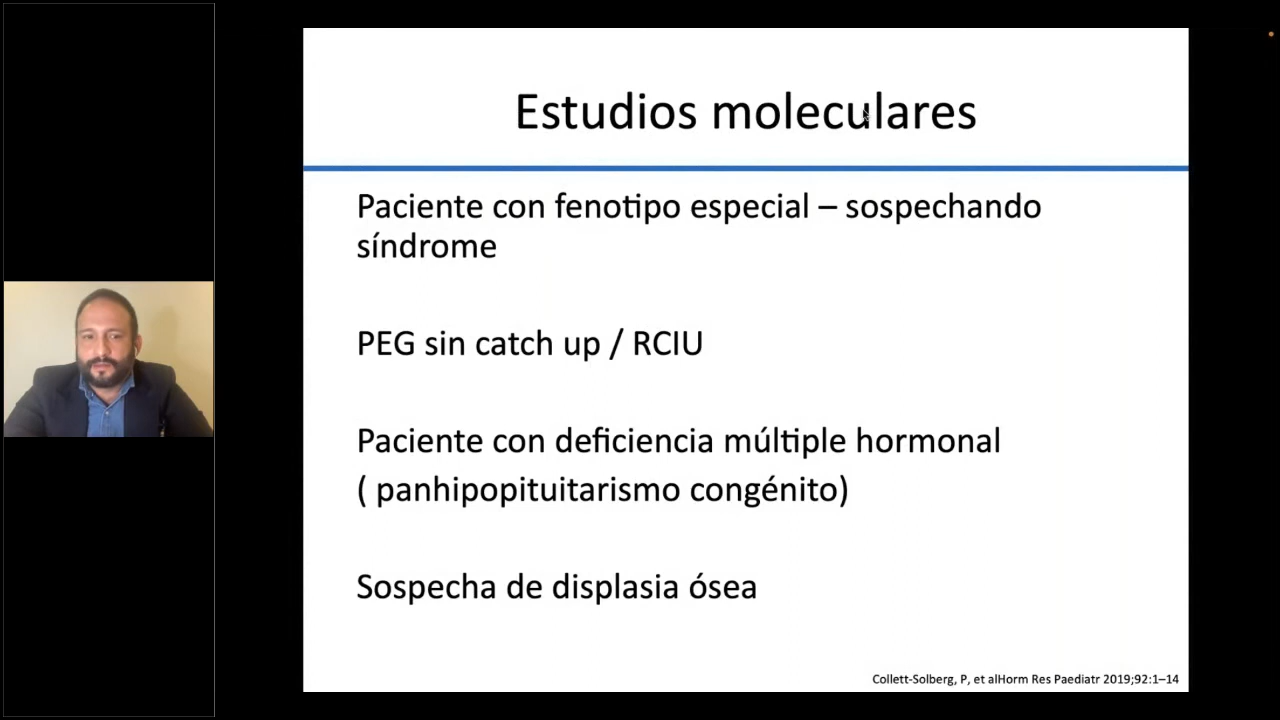 Estudios moleculares
Paciente con fenotipo especial – sospechando
síndrome
PEG sin catch up / RCIU
Paciente con deficiencia múltiple hormonal
( panhipopituitarismo congénito)
Sospecha de displasia ósea
Collett-Solberg, P, et alHorm Res Paediatr 2019;92:1–14